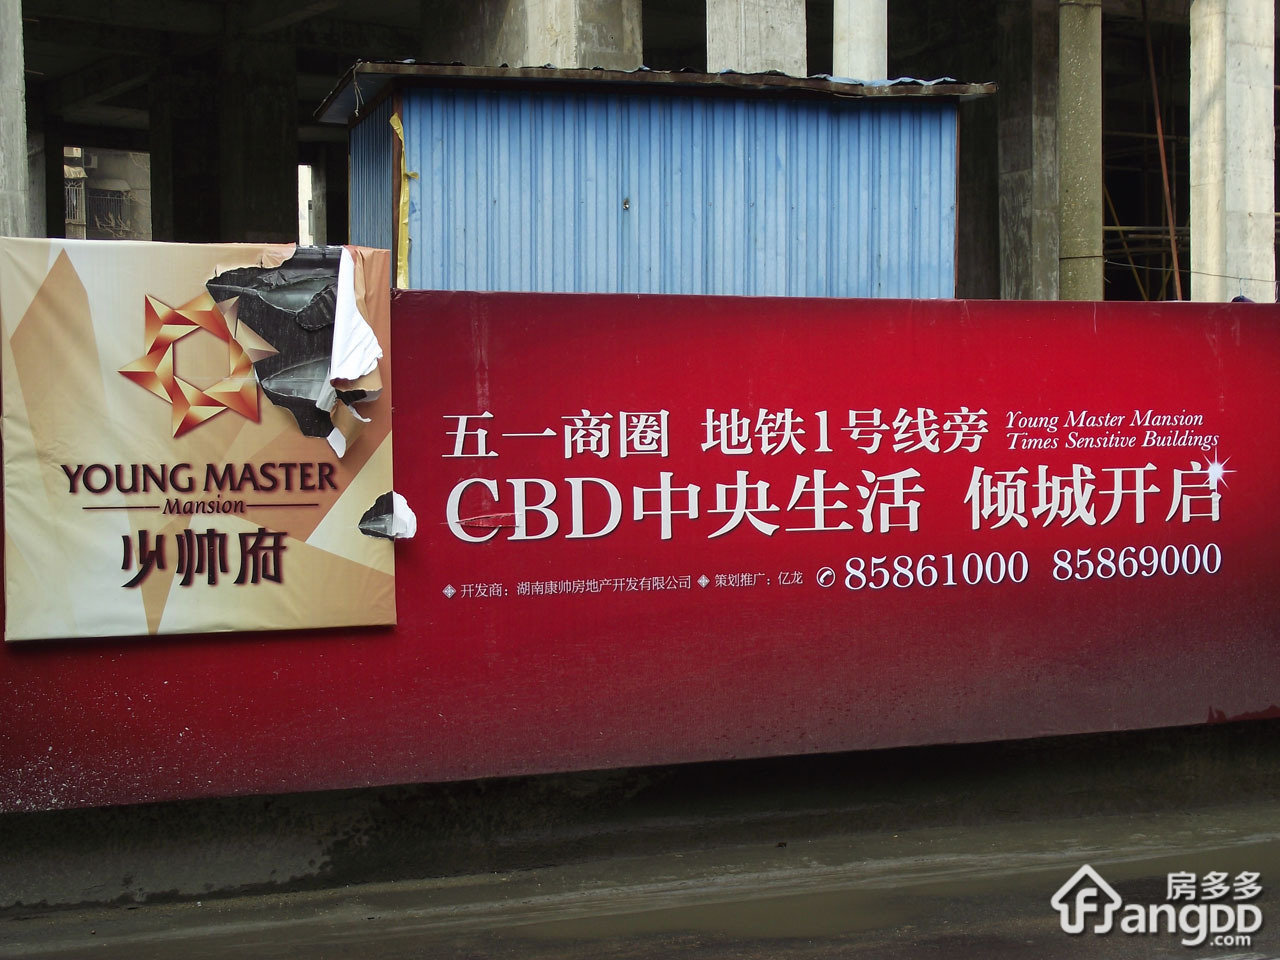 YOUNG MASTER
Mansion
少帅府
五一商圈 地铁1号线旁
Young Master Mansion
Times Sensitive Buildings
CBD中央生活 倾城开启
开发商：湖南康帅房地产开发有限公司 策划推广：亿龙 85861000 85869000
房多多
FangDD
.com